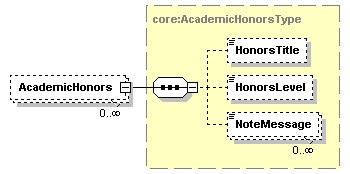 core:AcademicHonorsType
HonorsTitle
AcademicHonors
0..∞
HonorsLevel
NoteMessage
0..∞